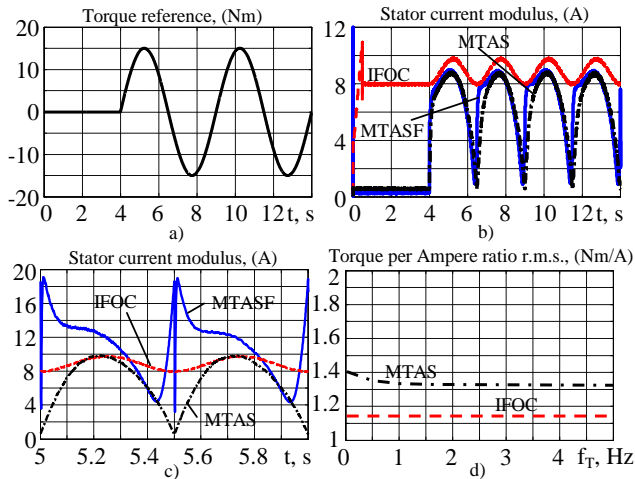 Torque reference, (Nm)
20
10
0
-10
-20
0 2 4 6 8 10 12 t, s
a)
Stator current modulus, (A)
12
8
4
0
MTAS
IFOC
MTASF
0 2 4 6 8 10 12 t, s
b)
Stator current modulus, (A)
20
16
12
8
4
0
IFOC
MTASF
MTAS
5 5.2 5.4 5.6 5.8 t, s
c)
Torque per Ampere ratio r.m.s., (Nm/A)
2
1.8
1.6
1.4
1.2
1
MTAS
IFOC
0 1 2 3 4 f_T, Hz
d)